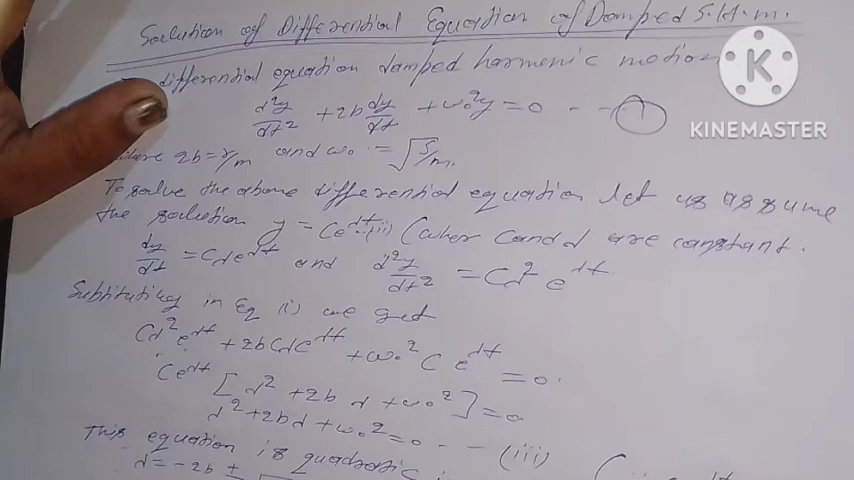 Solution of Differential Equation of Damped S.H.m.
differential equation damped harmonic motion
d²y/dt² + 2b dy/dt + ω₀²y = 0 - - (1)
where 2b = r/m and ω₀ = √S/m.
To solve the above differential equation let us assume
the solution y = Ce^αt --(ii) (wher C and α are constant.
dy/dt = Cαe^αt and d²y/dt² = Cα² e^αt
Substituting in Eq (i) we get
Cα² e^αt + 2bCαe^αt + ω₀² C e^αt = 0.
Ce^αt [α² + 2b α + ω₀²] = 0
α² + 2bα + ω₀² = 0 - - - (iii)
This equation is quadratic
α = -2b ±
K
KINEMASTER